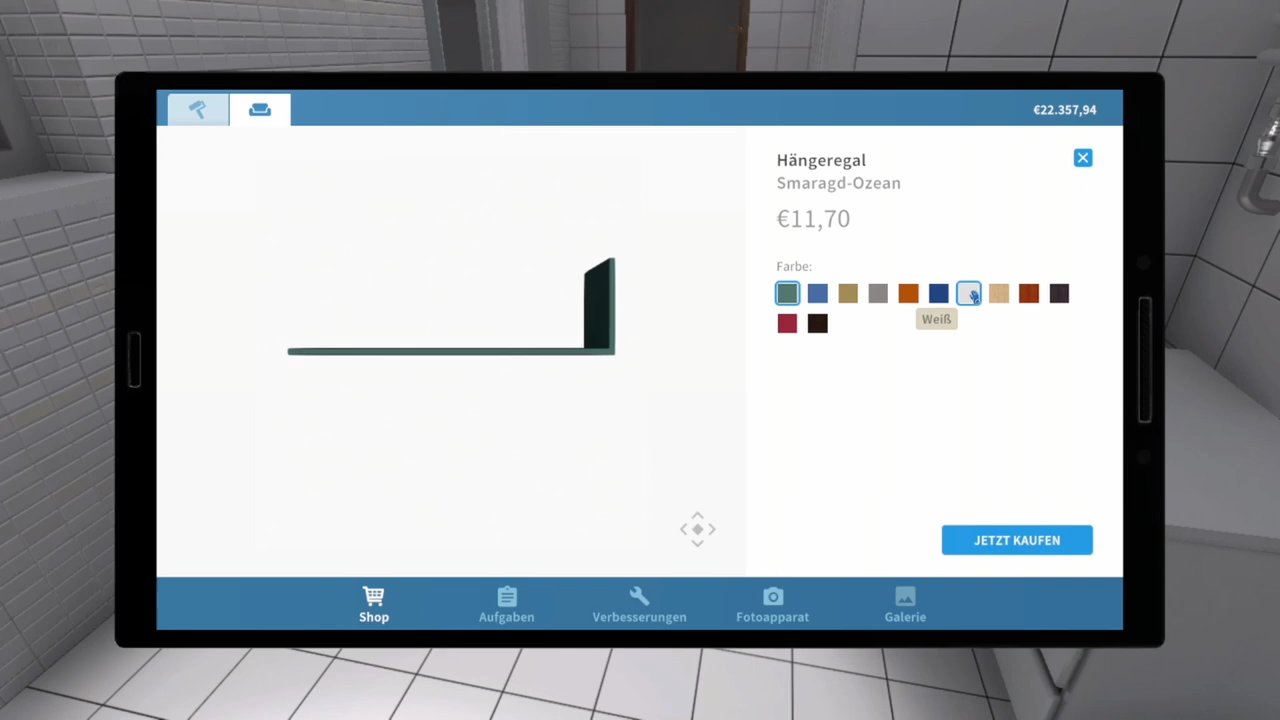 €22.357,94
Hängeregal
Smaragd-Ozean
€11,70
Farbe:
Weiß
JETZT KAUFEN
Shop
Aufgaben
Verbesserungen
Fotoapparat
Galerie